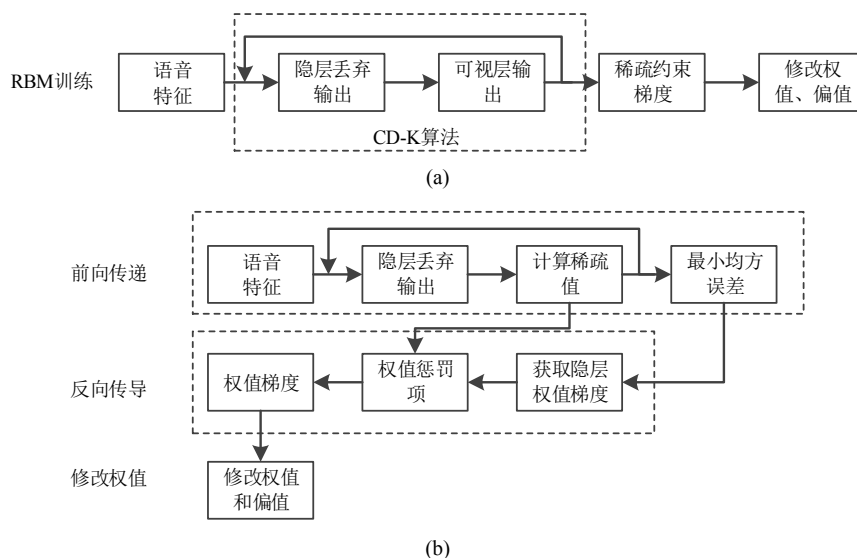 RBM训练
语音
特征
隐层丢弃
输出
可视层输
出
稀疏约束
梯度
修改权
值、偏值
CD-K算法
(a)
前向传递
语音
特征
隐层丢弃
输出
计算稀疏
值
最小均方
误差
反向传导
权值梯度
权值惩罚
项
获取隐层
权值梯度
修改权值
修改权值
和偏值
(b)